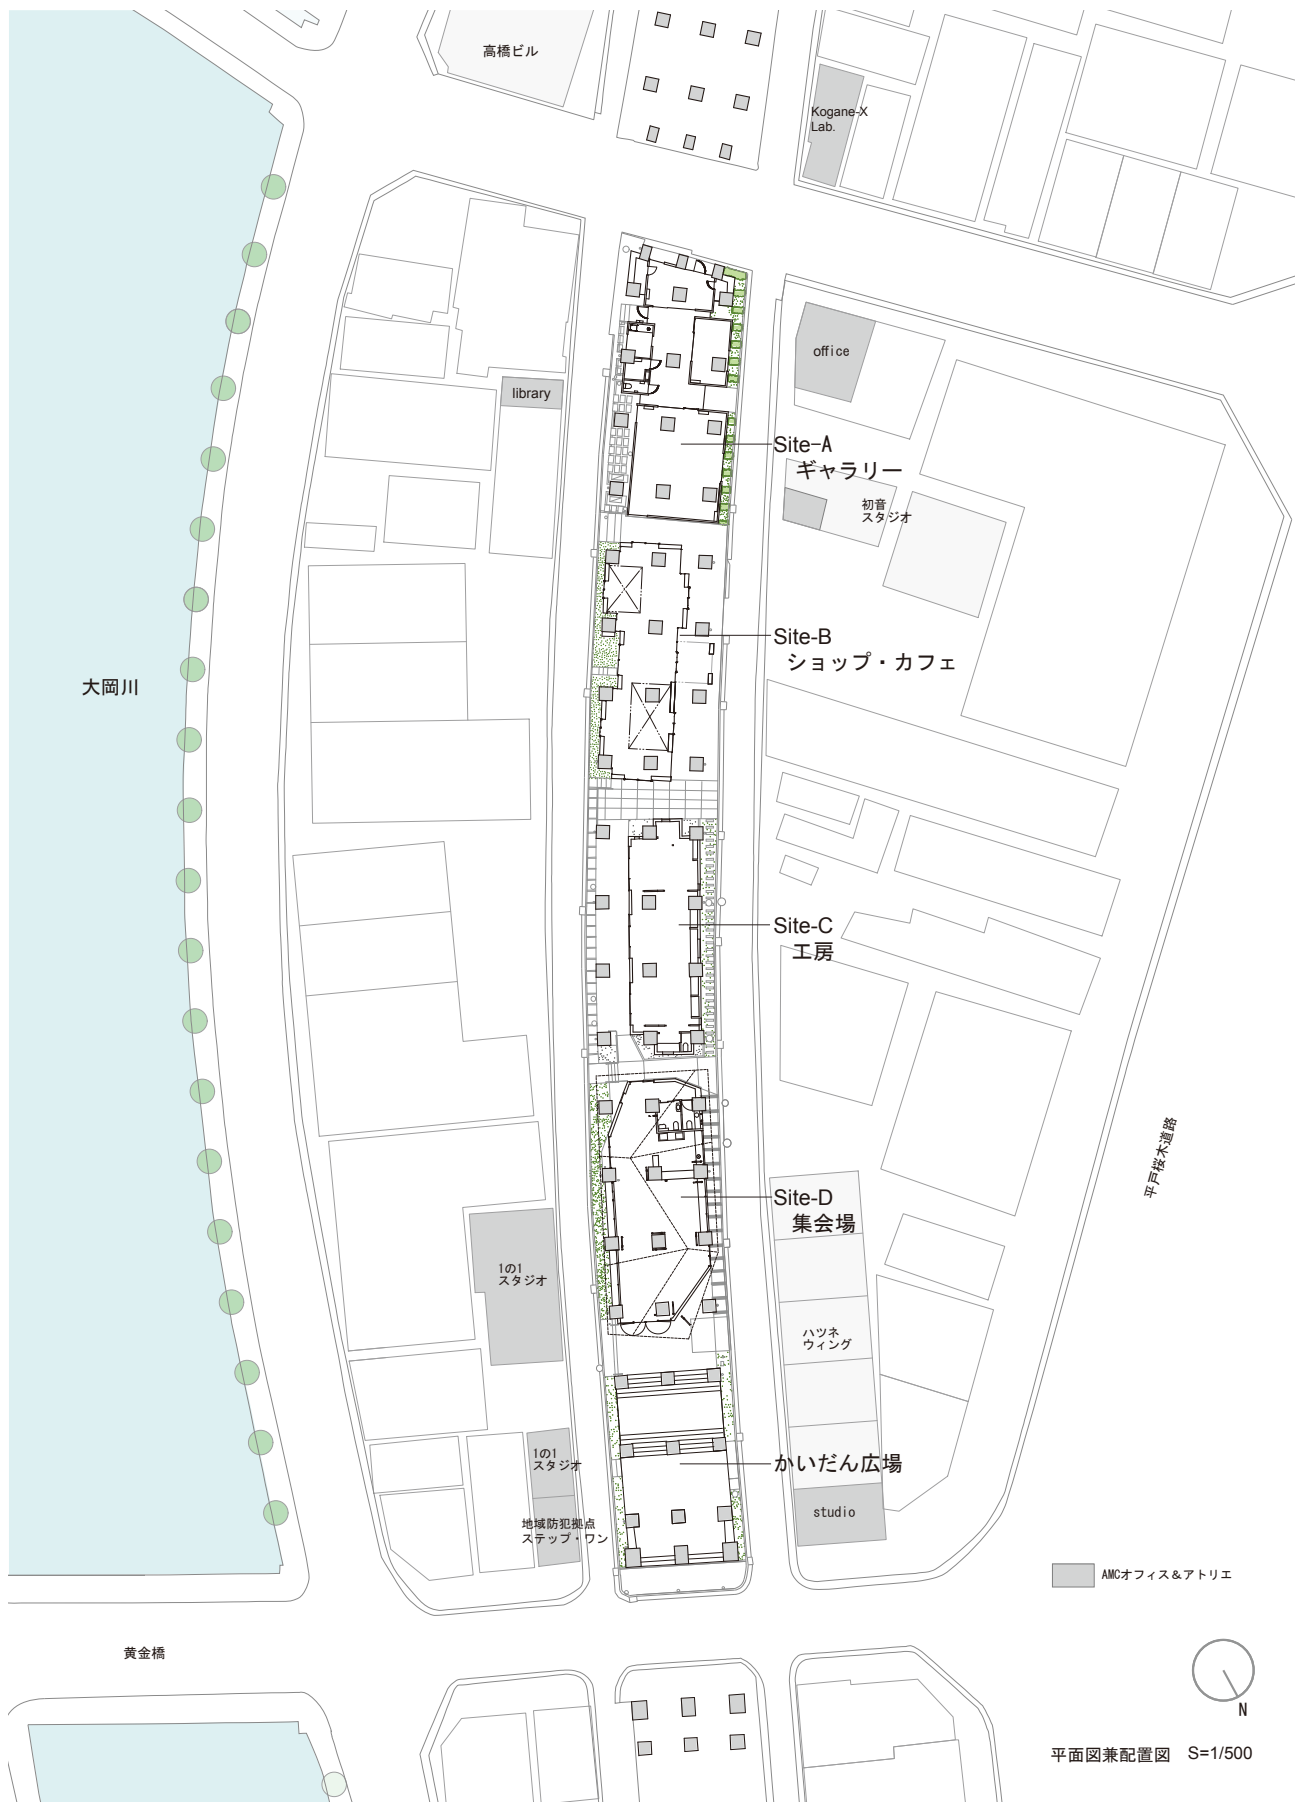 高橋ビル
Kogane-X
Lab.
office
library
Site-A
ギャラリー
初音
スタジオ
Site-B
ショップ・カフェ
大岡川
Site-C
工房
平戸桜木道路
Site-D
集会場
1の1
スタジオ
ハツネ
ウィング
1の1
スタジオ
かいだん広場
studio
地域防犯拠点
ステップ・ワン
AMCオフィス&アトリエ
黄金橋
N
平面図兼配置図 S=1/500